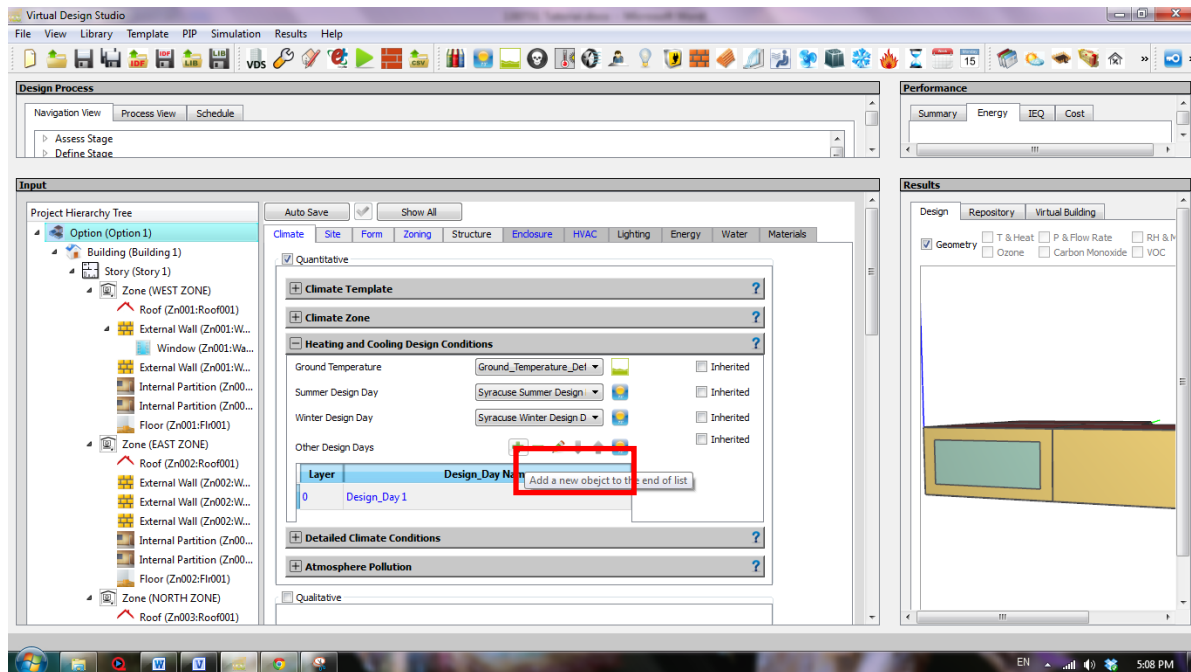 Virtual Design Studio
File View Library Template PIP Simulation Results Help
IDF LIB VDS CSV 15 »
Design Process
Navigation View Process View Schedule
Assess Stage
Define Stage
Performance
Summary Energy IEQ Cost
Input
Project Hierarchy Tree
Option (Option 1)
Building (Building 1)
Story (Story 1)
Zone (WEST ZONE)
Roof (Zn001:Roof001)
External Wall (Zn001:W...
Window (Zn001:Wa...
External Wall (Zn001:W...
Internal Partition (Zn00...
Internal Partition (Zn00...
Floor (Zn001:Flr001)
Zone (EAST ZONE)
Roof (Zn002:Roof001)
External Wall (Zn002:W...
External Wall (Zn002:W...
External Wall (Zn002:W...
Internal Partition (Zn00...
Internal Partition (Zn00...
Floor (Zn002:Flr001)
Zone (NORTH ZONE)
Roof (Zn003:Roof001)
Auto Save Show All
Climate Site Form Zoning Structure Enclosure HVAC Lighting Energy Water Materials
Quantitative
Climate Template ?
Climate Zone ?
Heating and Cooling Design Conditions ?
Ground Temperature Ground_Temperature_Def Inherited
Summer Design Day Syracuse Summer Design Inherited
Winter Design Day Syracuse Winter Design D Inherited
Other Design Days Inherited
Layer Design_Day Nam
Add a new obejct to the end of list
0 Design_Day 1
Detailed Climate Conditions ?
Atmosphere Pollution ?
Qualitative
Results
Design Repository Virtual Building
Geometry T & Heat P & Flow Rate RH & M
Ozone Carbon Monoxide VOC
EN 5:08 PM